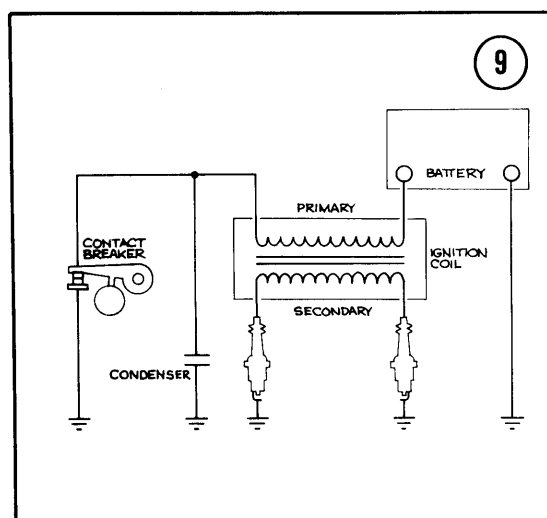 9
BATTERY
PRIMARY
CONTACT
BREAKER
IGNITION
COIL
SECONDARY
CONDENSER